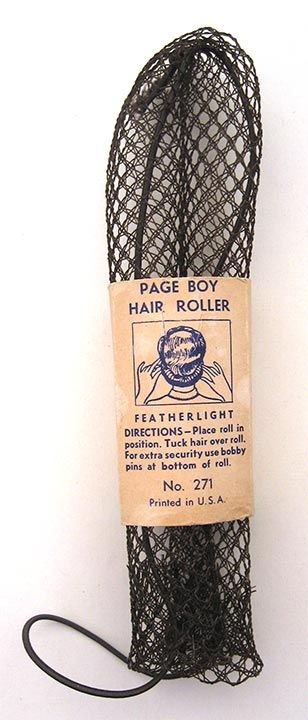 PAGE BOY
HAIR ROLLER
FEATHERLIGHT
DIRECTIONS—Place roll in
position. Tuck hair over roll.
For extra security use bobby
pins at bottom of roll.
No. 271
Printed in U.S.A.